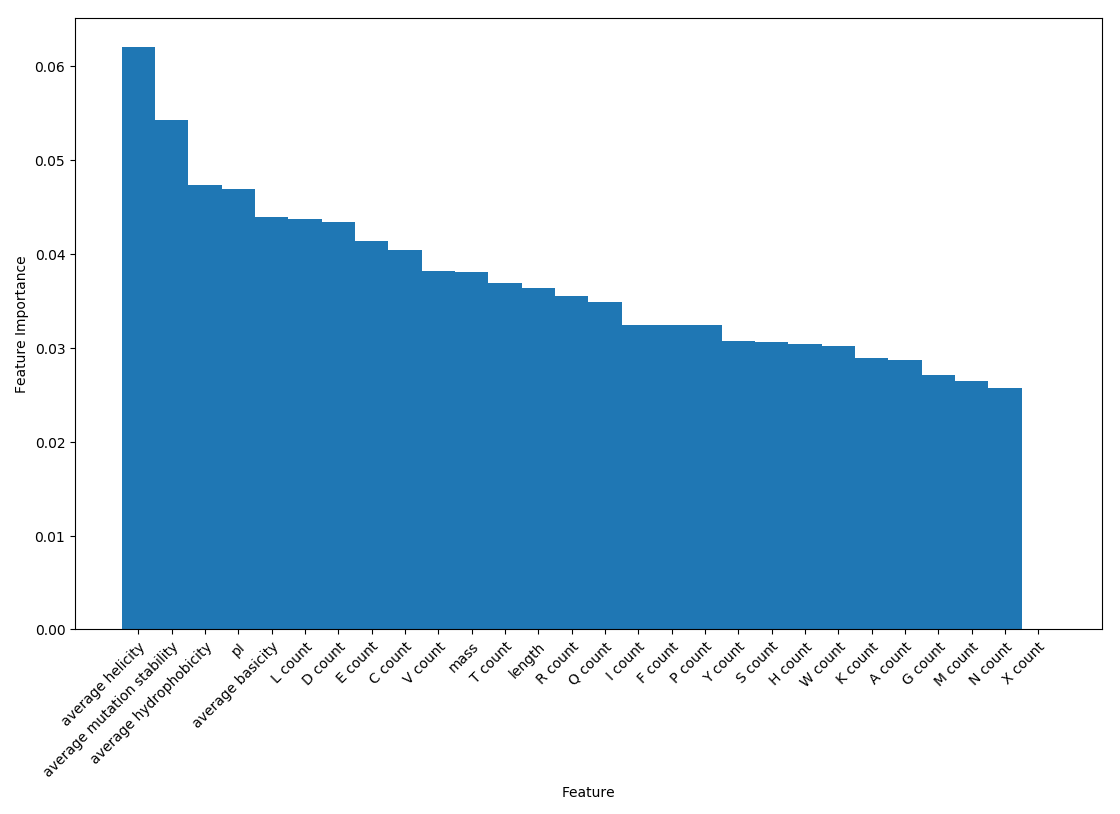 Feature Importance
0.06
0.05
0.04
0.03
0.02
0.01
0.00
average helicity
average mutation stability
average hydrophobicity
pI
average basicity
L count
D count
E count
C count
V count
mass
T count
length
R count
Q count
I count
F count
P count
Y count
S count
H count
W count
K count
A count
G count
M count
N count
X count
Feature